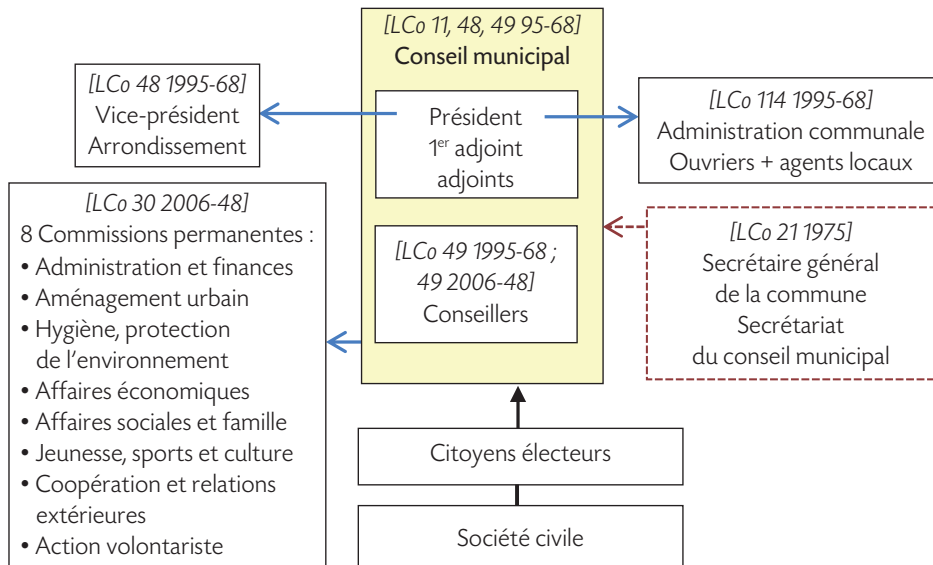 [LCo 11, 48, 49 95-68]
Conseil municipal
[LCo 48 1995-68]
Vice-président
Arrondissement
Président
1er adjoint
adjoints
[LCo 114 1995-68]
Administration communale
Ouvriers + agents locaux
[LCo 30 2006-48]
8 Commissions permanentes :
• Administration et finances
• Aménagement urbain
• Hygiène, protection
de l'environnement
• Affaires économiques
• Affaires sociales et famille
• Jeunesse, sports et culture
• Coopération et relations
extérieures
• Action volontariste
[LCo 49 1995-68 ;
49 2006-48]
Conseillers
[LCo 21 1975]
Secrétaire général
de la commune
Secrétariat
du conseil municipal
Citoyens électeurs
Société civile